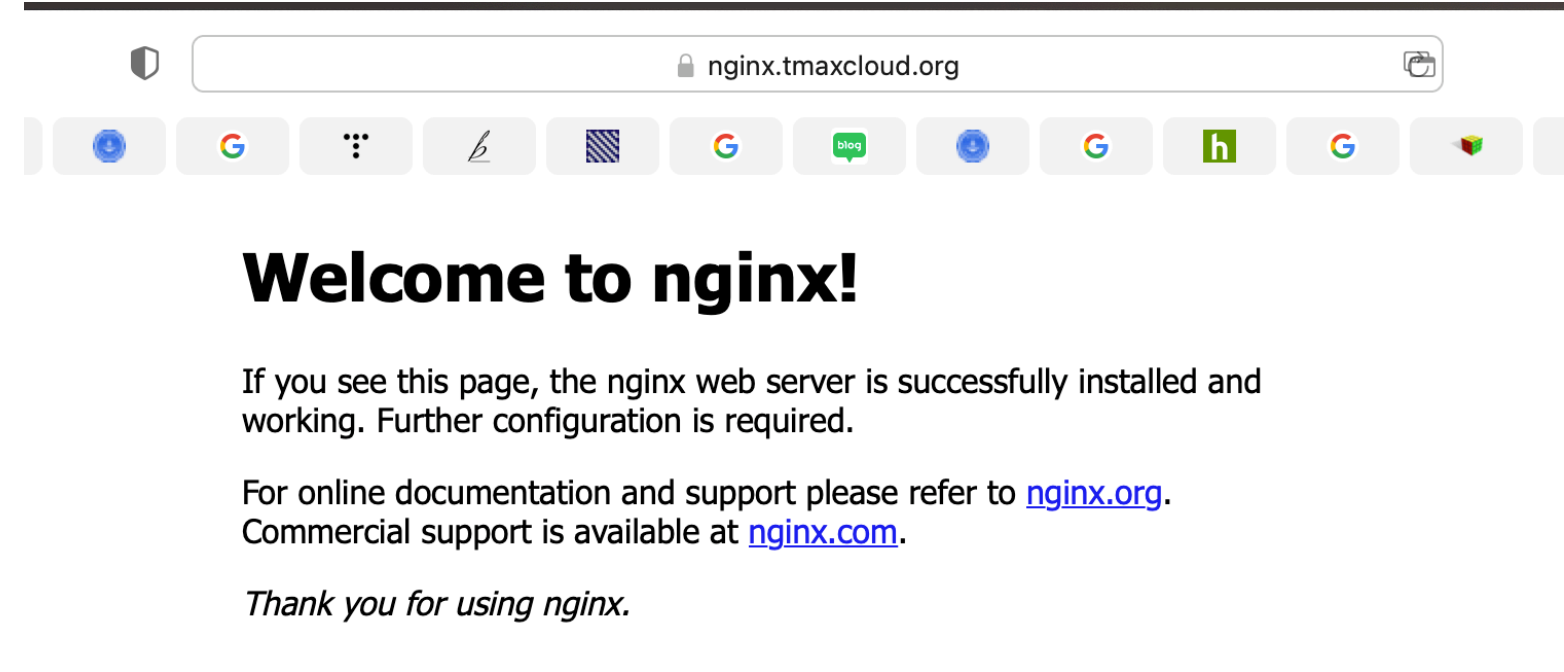 nginx.tmaxcloud.org
G
b
G
blog
G
h
G
Welcome to nginx!
If you see this page, the nginx web server is successfully installed and
working. Further configuration is required.
For online documentation and support please refer to nginx.org.
Commercial support is available at nginx.com.
Thank you for using nginx.